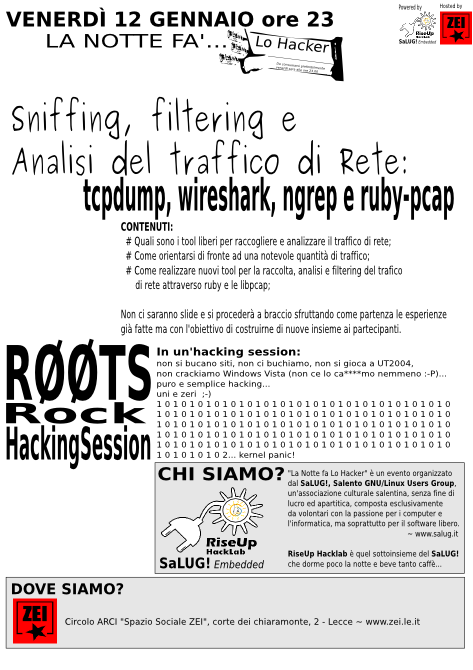 VENERDÌ 12 GENNAIO ore 23
LA NOTTE FA'...
Lo Hacker
Powered by
RiseUp
HackLab
SaLUG! Embedded
Hosted by
ZEI
Sniffing, filtering e
Analisi del traffico di Rete:
tcpdump, wireshark, ngrep e ruby-pcap
CONTENUTI:
# Quali sono i tool liberi per raccogliere e analizzare il traffico di rete;
# Come orientarsi di fronte ad una notevole quantità di traffico;
# Come realizzare nuovi tool per la raccolta, analisi e filtering del trafico
di rete attraverso ruby e le libpcap;
Non ci saranno slide e si procederà a braccio sfruttando come partenza le esperienze
già fatte ma con l'obiettivo di costruirne di nuove insieme ai partecipanti.
RØØTS
Rock
HackingSession
In un'hacking session:
non si bucano siti, non ci buchiamo, non si gioca a UT2004,
non crackiamo Windows Vista (non ce lo ca****mo nemmeno :-P)...
puro e semplice hacking...
uni e zeri ;-)
1 0 1 0 1 0 1 0 1 0 1 0 1 0 1 0 1 0 1 0 1 0 1 0 1 0 1 0 1 0 1 0 1 0 1 0
1 0 1 0 1 0 1 0 1 0 1 0 1 0 1 0 1 0 1 0 1 0 1 0 1 0 1 0 1 0 1 0 1 0 1 0
1 0 1 0 1 0 1 0 1 0 1 0 1 0 1 0 1 0 1 0 1 0 1 0 1 0 1 0 1 0 1 0 1 0 1 0
1 0 1 0 1 0 1 0 1 0 1 0 1 0 1 0 1 0 1 0 1 0 1 0 1 0 1 0 1 0 1 0 1 0 1 0
1 0 1 0 1 0 1 0 1 0 1 0 1 0 1 0 1 0 1 0 1 0 1 0 1 0 1 0 1 0 1 0 1 0 1 0
1 0 1 0 1 0 1 0 2... kernel panic!
CHI SIAMO?
RiseUp
HackLab
SaLUG! Embedded
"La Notte fa Lo Hacker" è un evento organizzato
dal SaLUG!, Salento GNU/Linux Users Group,
un'associazione culturale salentina, senza fine di
lucro ed apartitica, composta esclusivamente
da volontari con la passione per i computer e
l'informatica, ma soprattutto per il software libero.
~ www.salug.it
RiseUp Hacklab è quel sottoinsieme del SaLUG!
che dorme poco la notte e beve tanto caffè...
DOVE SIAMO?
ZEI
Circolo ARCI "Spazio Sociale ZEI", corte dei chiaramonte, 2 - Lecce ~ www.zei.le.it